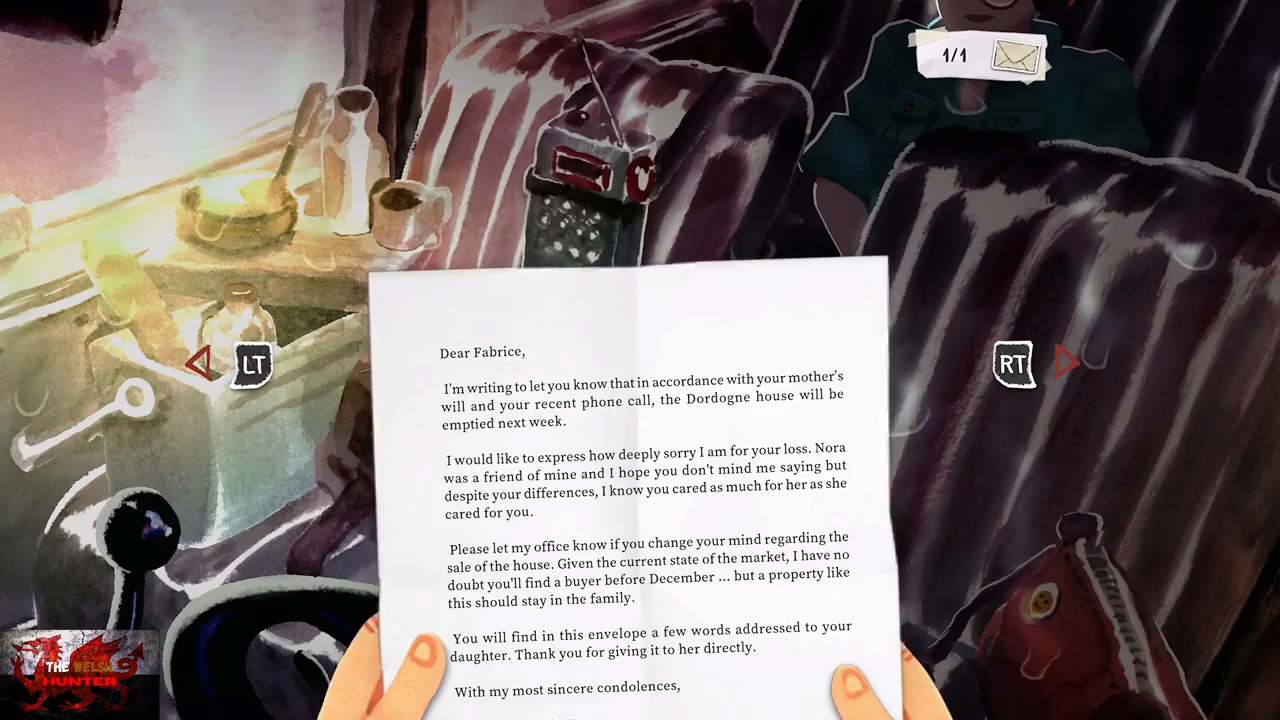 1/1
Dear Fabrice,
I'm writing to let you know that in accordance with your mother's
will and your recent phone call, the Dordogne house will be
emptied next week.
I would like to express how deeply sorry I am for your loss. Nora
was a friend of mine and I hope you don't mind me saying but
despite your differences, I know you cared as much for her as she
cared for you.
Please let my office know if you change your mind regarding the
sale of the house. Given the current state of the market, I have no
doubt you'll find a buyer before December ... but a property like
this should stay in the family.
You will find in this envelope a few words addressed to your
daughter. Thank you for giving it to her directly.
With my most sincere condolences,
LT
RT
THE WELSH
HUNTER